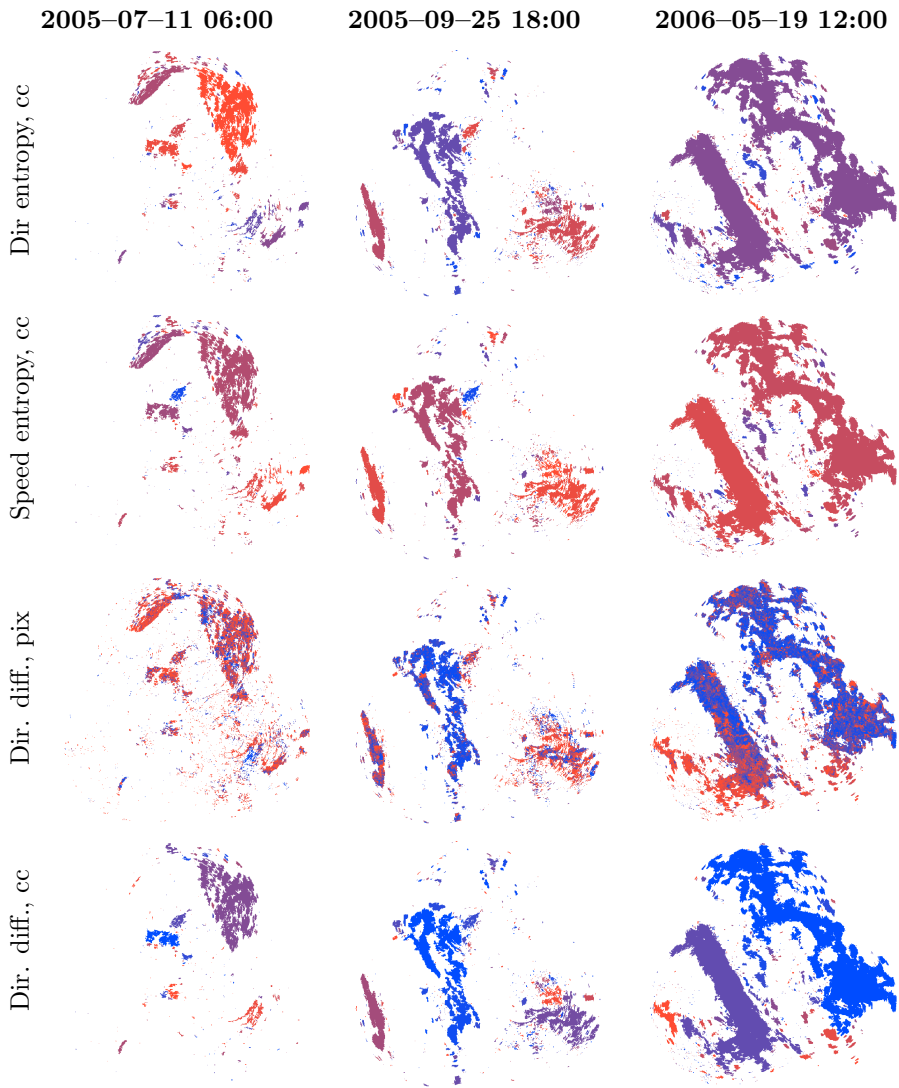 2005–07–11 06:00 2005–09–25 18:00 2006–05–19 12:00
Dir entropy, cc
Speed entropy, cc
Dir. diff., pix
Dir. diff., cc